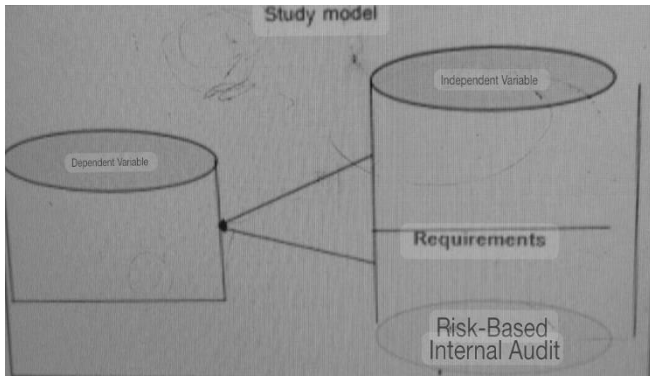 Study model
Independent Variable
Dependent Variable
Requirements
Risk-Based
Internal Audit